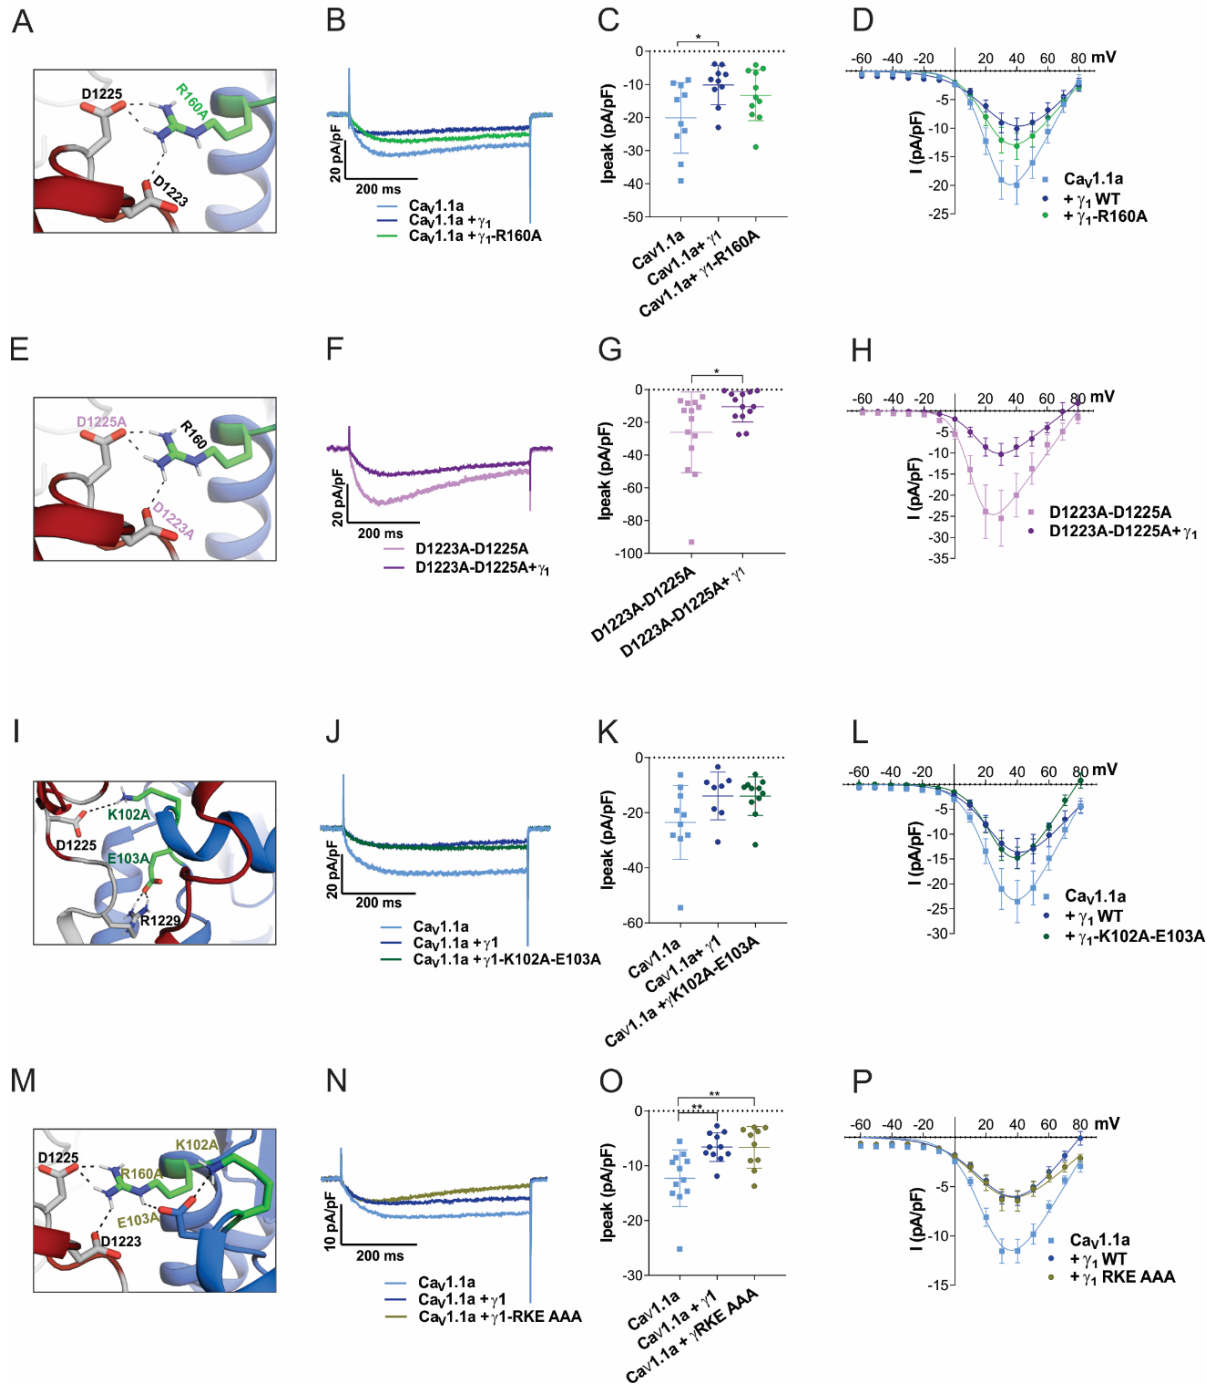 A
D1225
R160A
D1223
B
20 pA/pF
200 ms
CaV1.1a
CaV1.1a + γ1
CaV1.1a + γ1-R160A
C
*
Ipeak (pA/pF)
0
-10
-20
-30
-40
-50
Cav1.1a
Cav1.1a+ γ1
Cav1.1a+ γ1-R160A
D
-60 -40 -20 20 40 60 80 mV
I (pA/pF)
-5
-10
-15
-20
-25
CaV1.1a
+ γ1 WT
+ γ1-R160A
E
D1225A
R160
D1223A
F
20 pA/pF
200 ms
D1223A-D1225A
D1223A-D1225A+γ1
G
*
Ipeak (pA/pF)
0
-20
-40
-60
-80
-100
D1223A-D1225A
D1223A-D1225A+ γ1
H
-60 -40 -20 20 40 60 80 mV
I (pA/pF)
-5
-10
-15
-20
-25
-30
-35
D1223A-D1225A
D1223A-D1225A+γ1
I
K102A
D1225
E103A
R1229
J
20 pA/pF
200 ms
CaV1.1a
CaV1.1a + γ1
CaV1.1a + γ1-K102A-E103A
K
Ipeak (pA/pF)
0
-20
-40
-60
Cav1.1a
Cav1.1a+ γ1
Cav1.1a +γK102A-E103A
L
-60 -40 -20 20 40 60 80 mV
I (pA/pF)
-5
-10
-15
-20
-25
-30
CaV1.1a
+ γ1 WT
+ γ1-K102A-E103A
M
K102A
D1225
R160A
E103A
D1223
N
10 pA/pF
200 ms
CaV1.1a
CaV1.1a + γ1
CaV1.1a + γ1-RKE AAA
O
**
**
Ipeak (pA/pF)
0
-10
-20
-30
Cav1.1a
Cav1.1a + γ1
Cav1.1a + γRKE AAA
P
-60 -40 -20 20 40 60 80 mV
I (pA/pF)
-5
-10
-15
CaV1.1a
+ γ1 WT
+ γ1 RKE AAA